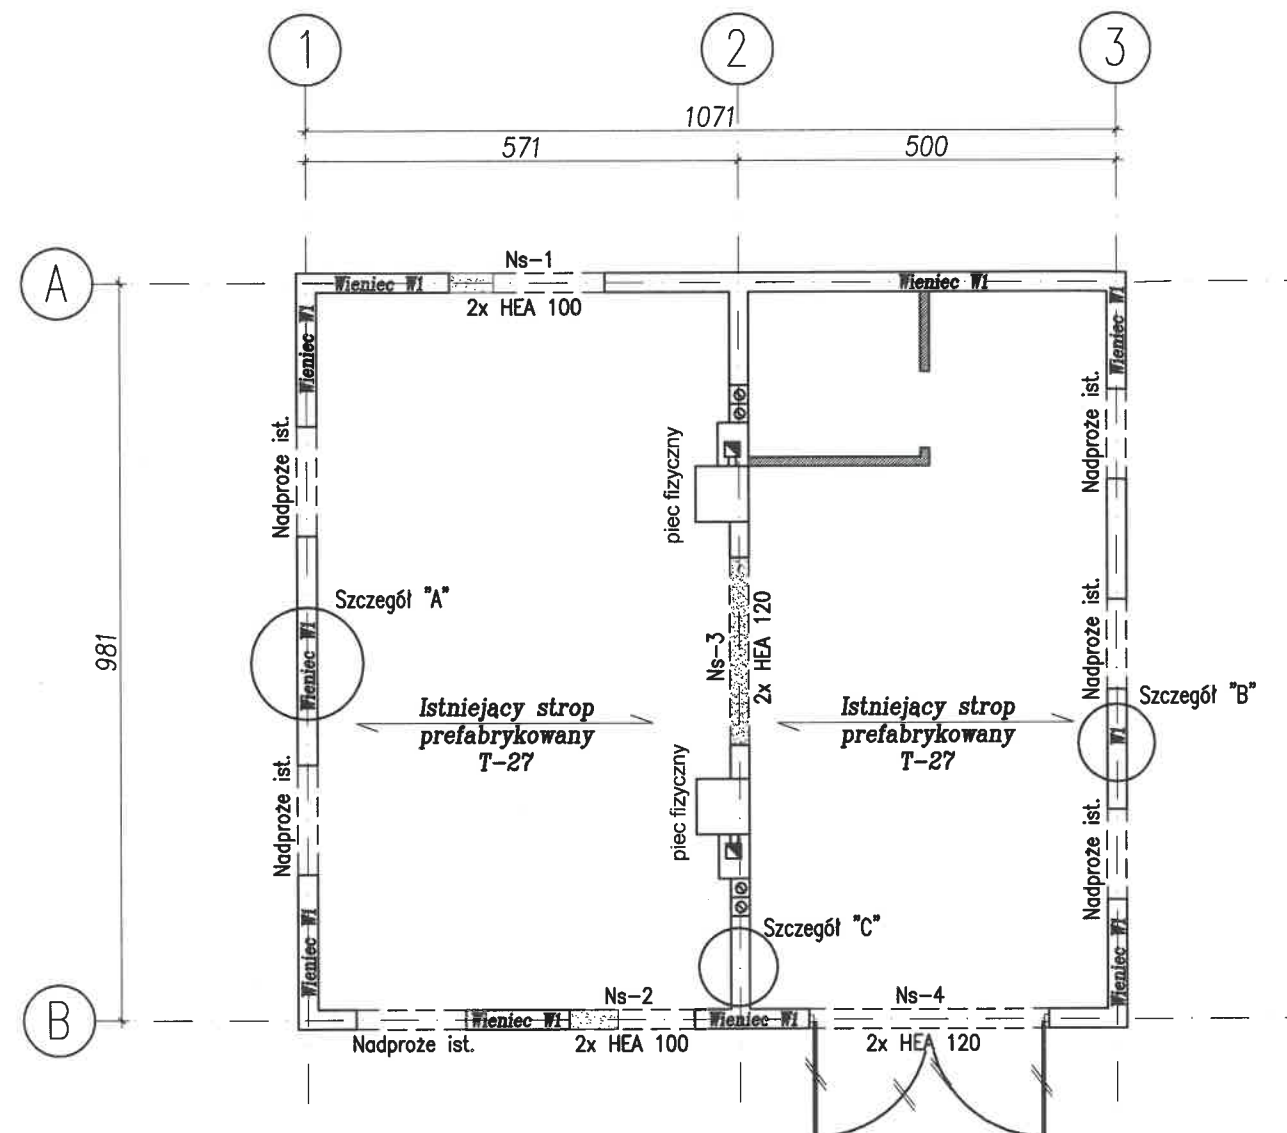 1
2
3
1071
571
500
A
Ns-1
Wieniec W1
Wieniec W1
2x HEA 100
Wieniec W1
Wieniec W1
Nadproże ist.
Nadproże ist.
piec fizyczny
Szczegół "A"
981
Wieniec W1
Ns-3
2x HEA 120
Nadproże ist.
Szczegół "B"
Istniejący strop
prefabrykowany
T-27
Istniejący strop
prefabrykowany
T-27
W1
piec fizyczny
Nadproże ist.
Nadproże ist.
Szczegół "C"
Wieniec W1
Wieniec W1
B
Ns-2
Ns-4
Wieniec W1
Wieniec W1
Nadproże ist.
2x HEA 100
2x HEA 120